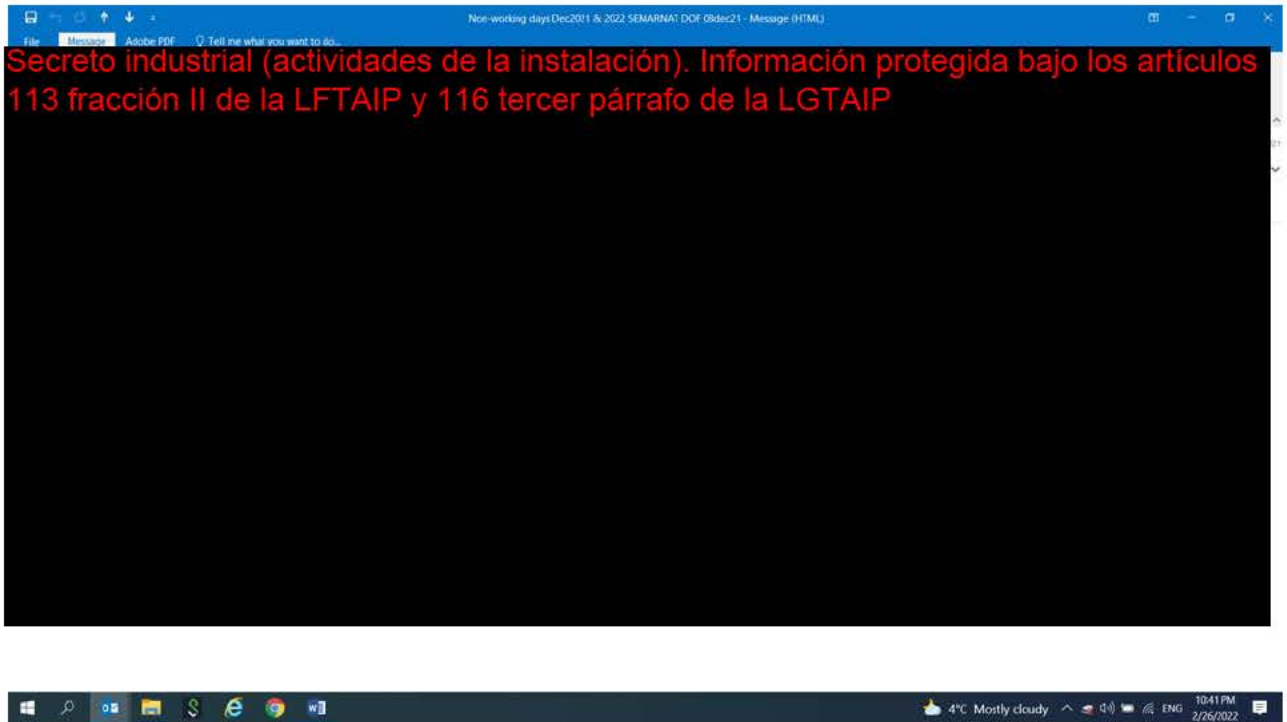 Non-working days Dec2021 & 2022 SEMARNAT DOF 08dec21 - Message (HTML)
File Message Adobe PDF Tell me what you want to do...
Secreto industrial (actividades de la instalación). Información protegida bajo los artículos
113 fracción II de la LFTAIP y 116 tercer párrafo de la LGTAIP
4°C Mostly cloudy ENG 10:41 PM
2/26/2022